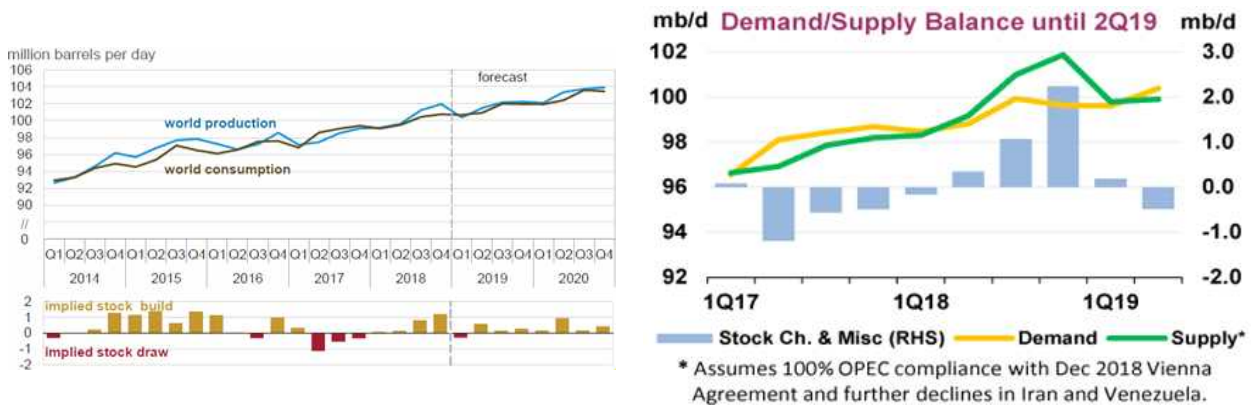 million barrels per day
106
104
102
100
98
96
94
92
90
//
0
forecast
world production
world consumption
Q1 Q2 Q3 Q4 Q1 Q2 Q3 Q4 Q1 Q2 Q3 Q4 Q1 Q2 Q3 Q4 Q1 Q2 Q3 Q4 Q1 Q2 Q3 Q4 Q1 Q2 Q3 Q4
2014 2015 2016 2017 2018 2019 2020
2
1
0
-1
-2
implied stock build
implied stock draw
mb/d Demand/Supply Balance until 2Q19 mb/d
102 3.0
100 2.0
98 1.0
96 0.0
94 -1.0
92 -2.0
1Q17 1Q18 1Q19
Stock Ch. & Misc (RHS) Demand Supply*
* Assumes 100% OPEC compliance with Dec 2018 Vienna
Agreement and further declines in Iran and Venezuela.